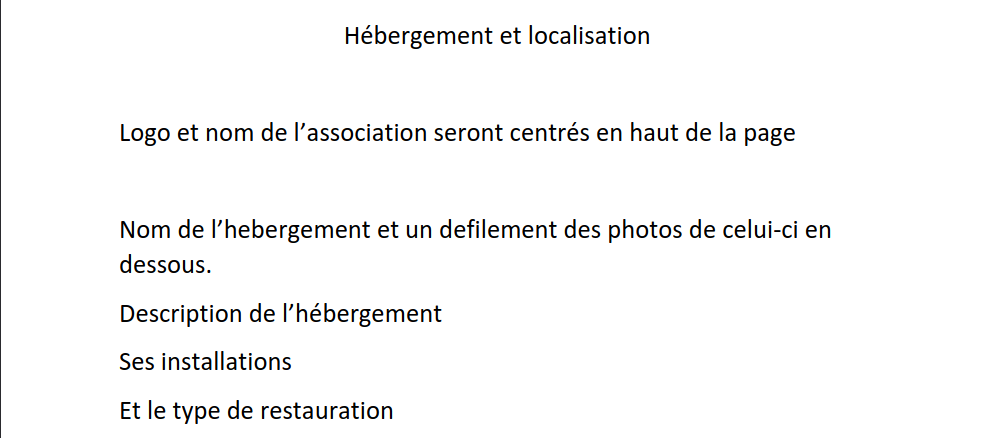 Hébergement et localisation
Logo et nom de l’association seront centrés en haut de la page
Nom de l’hebergement et un defilement des photos de celui-ci en
dessous.
Description de l’hébergement
Ses installations
Et le type de restauration